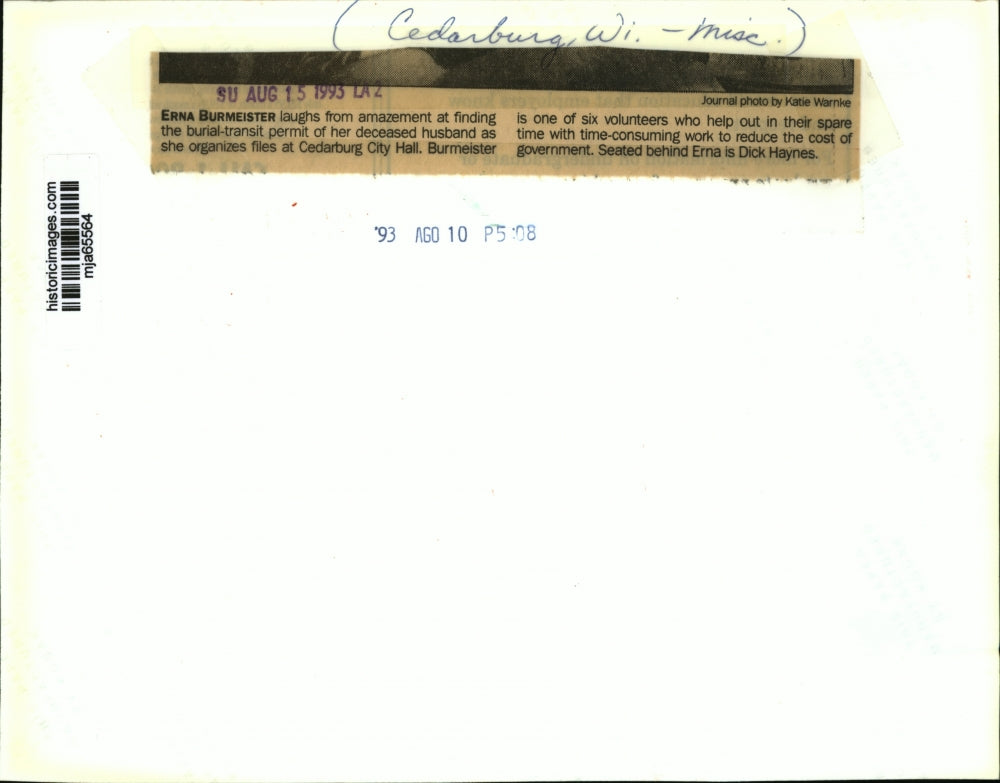 (Cedarburg, Wi. - Misc.)
SU AUG 15 1993 LA 2
Journal photo by Katie Warnke
ERNA BURMEISTER laughs from amazement at finding
the burial-transit permit of her deceased husband as
she organizes files at Cedarburg City Hall. Burmeister
is one of six volunteers who help out in their spare
time with time-consuming work to reduce the cost of
government. Seated behind Erna is Dick Haynes.
'93 AGO 10 P5:08
historicimages.com
mja65564